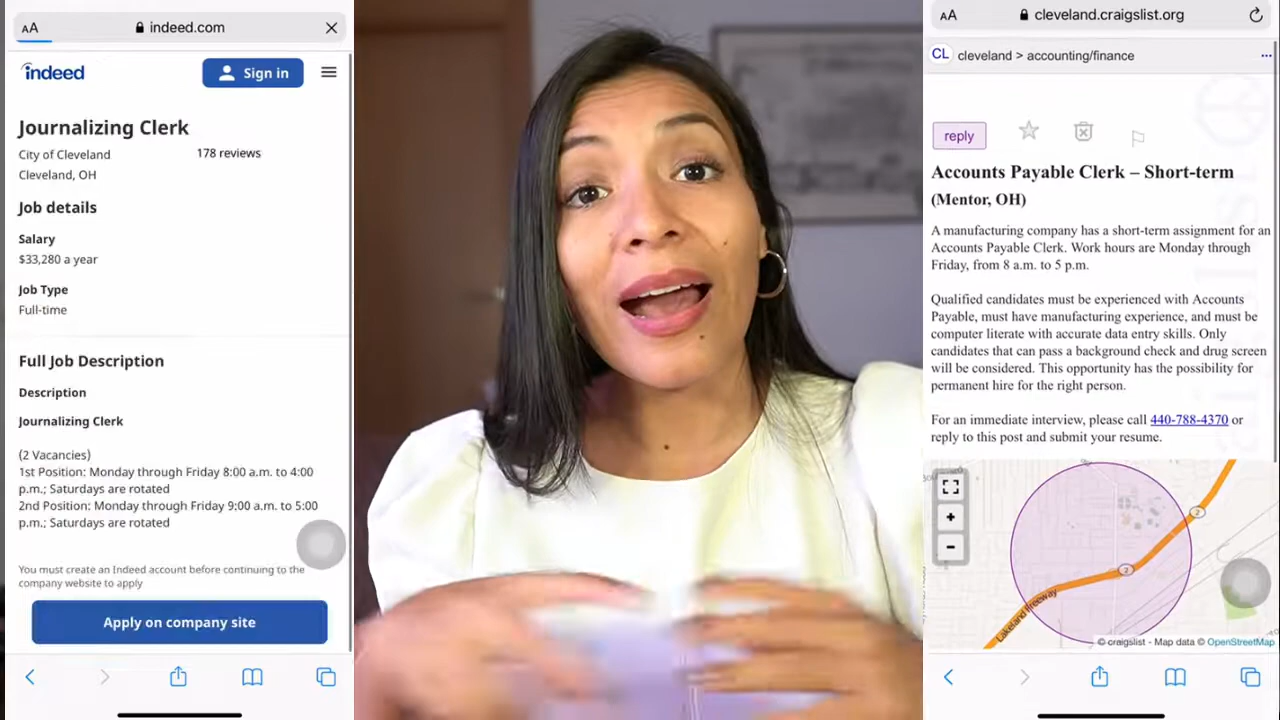 AA
indeed.com
indeed
Sign in
Journalizing Clerk
City of Cleveland
178 reviews
Cleveland, OH
Job details
Salary
$33,280 a year
Job Type
Full-time
Full Job Description
Description
Journalizing Clerk
(2 Vacancies)
1st Position: Monday through Friday 8:00 a.m. to 4:00
p.m.; Saturdays are rotated
2nd Position: Monday through Friday 9:00 a.m. to 5:00
p.m.; Saturdays are rotated
You must create an Indeed account before continuing to the
company website to apply
Apply on company site
AA
cleveland.craigslist.org
CL
cleveland > accounting/finance
reply
Accounts Payable Clerk – Short-term
(Mentor, OH)
A manufacturing company has a short-term assignment for an
Accounts Payable Clerk. Work hours are Monday through
Friday, from 8 a.m. to 5 p.m.
Qualified candidates must be experienced with Accounts
Payable, must have manufacturing experience, and must be
computer literate with accurate data entry skills. Only
candidates that can pass a background check and drug screen
will be considered. This opportunity has the possibility for
permanent hire for the right person.
For an immediate interview, please call 440-788-4370 or
reply to this post and submit your resume.
2
2
Lakeland Freeway
© craigslist - Map data © OpenStreetMap